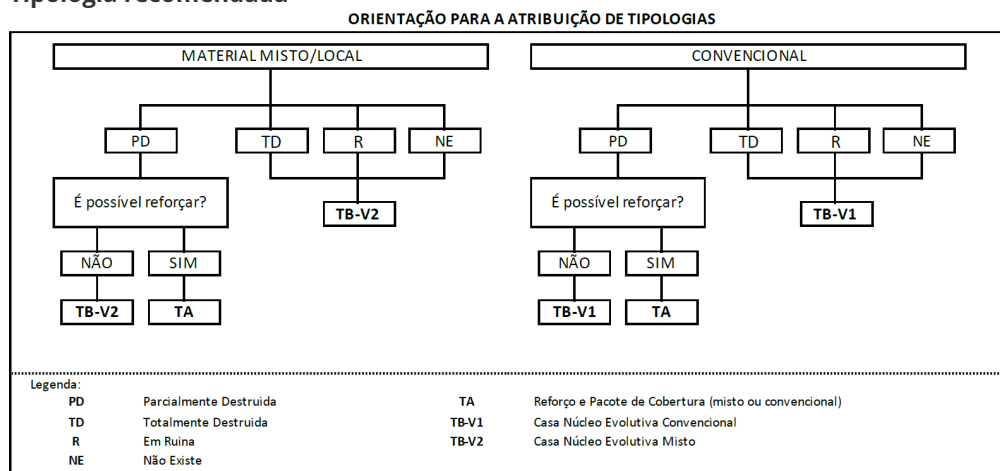 Tipologia recomendada
ORIENTAÇÃO PARA A ATRIBUIÇÃO DE TIPOLOGIAS
MATERIAL MISTO/LOCAL
CONVENCIONAL
PD TD R NE
PD TD R NE
É possível reforçar?
TB-V2
É possível reforçar?
TB-V1
NÃO SIM
NÃO SIM
TB-V2 TA
TB-V1 TA
Legenda:
PD Parcialmente Destruida
TA Reforço e Pacote de Cobertura (misto ou convencional)
TD Totalmente Destruida
TB-V1 Casa Núcleo Evolutiva Convencional
R Em Ruina
TB-V2 Casa Núcleo Evolutiva Misto
NE Não Existe